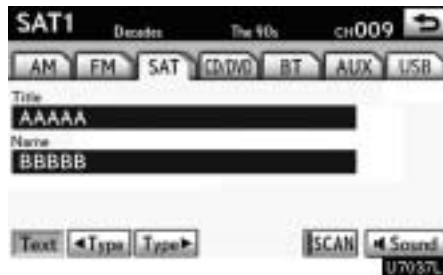 SAT1 Decades The 90s CH009
AM FM SAT CD/DVD BT AUX USB
Title
AAAAA
Name
BBBBB
Text ◄Type Type► SCAN Sound
U7037L